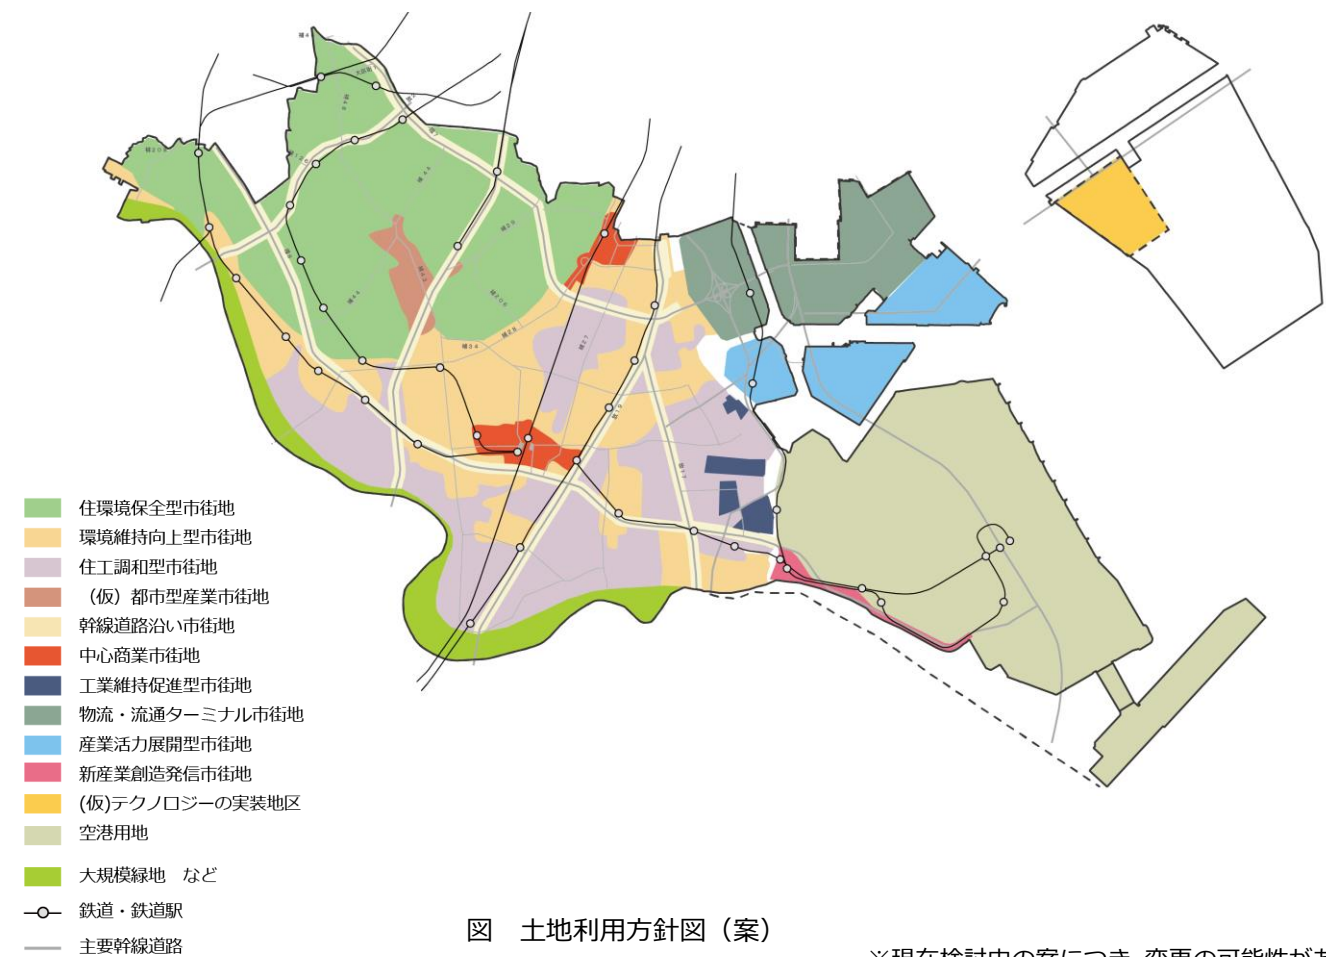 住環境保全型市街地
環境維持向上型市街地
住工調和型市街地
（仮）都市型産業市街地
幹線道路沿い市街地
中心商業市街地
工業維持促進型市街地
物流・流通ターミナル市街地
産業活力展開型市街地
新産業創造発信市街地
(仮)テクノロジーの実装地区
空港用地
大規模緑地　など
鉄道・鉄道駅
主要幹線道路
図　土地利用方針図（案）